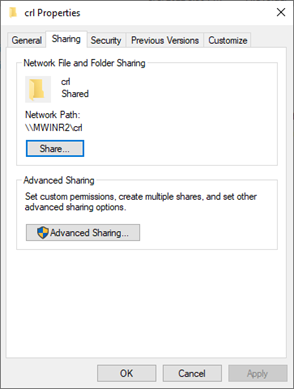 crl Properties
General
Sharing
Security
Previous Versions
Customize
Network File and Folder Sharing
crl
Shared
Network Path:
\\MWINR2\crl
Share...
Advanced Sharing
Set custom permissions, create multiple shares, and set other
advanced sharing options.
Advanced Sharing...
OK
Cancel
Apply